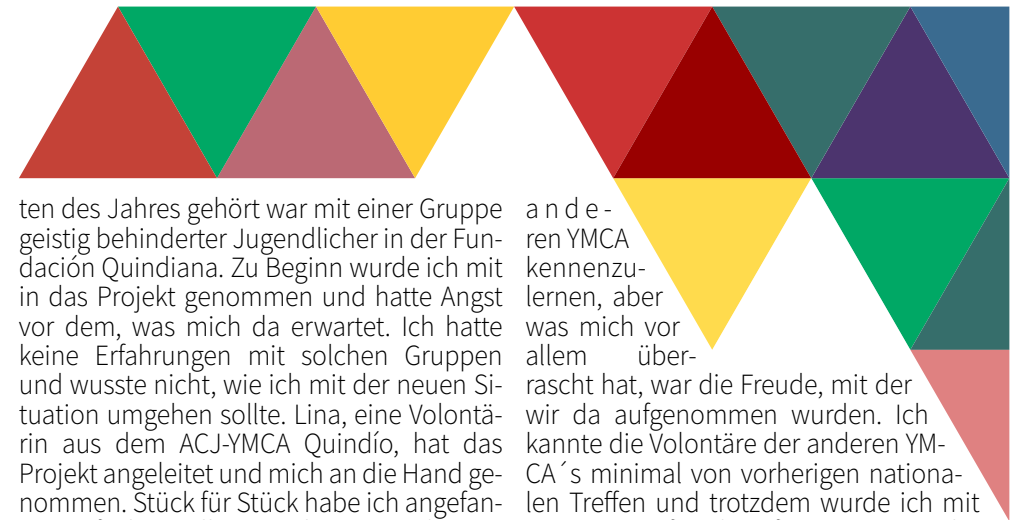 ten des Jahres gehört war mit einer Gruppe
geistig behinderter Jugendlicher in der Fun-
dación Quindiana. Zu Beginn wurde ich mit
in das Projekt genommen und hatte Angst
vor dem, was mich da erwartet. Ich hatte
keine Erfahrungen mit solchen Gruppen
und wusste nicht, wie ich mit der neuen Si-
tuation umgehen sollte. Lina, eine Volontä-
rin aus dem ACJ-YMCA Quindío, hat das
Projekt angeleitet und mich an die Hand ge-
nommen. Stück für Stück habe ich angefan-
ande-
ren YMCA
kennenzu-
lernen, aber
was mich vor
allem über-
rascht hat, war die Freude, mit der
wir da aufgenommen wurden. Ich
kannte die Volontäre der anderen YM-
CA´s minimal von vorherigen nationa-
len Treffen und trotzdem wurde ich mit